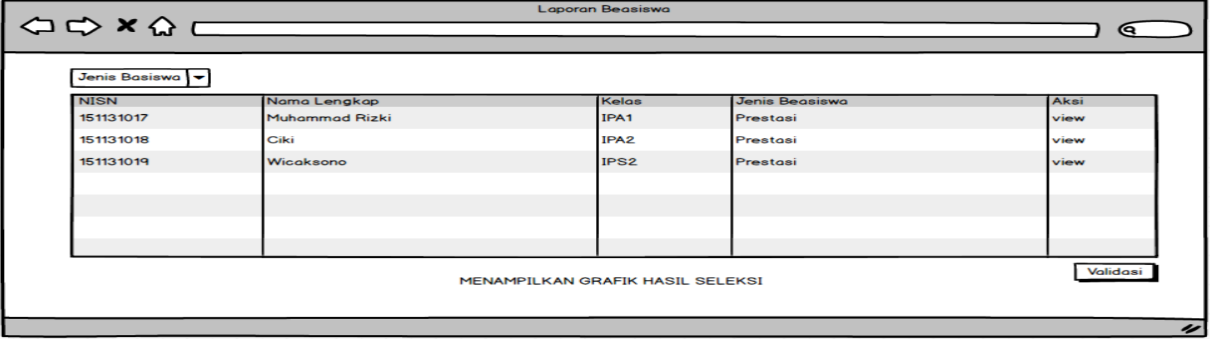 Laporan Beasiswa
Jenis Basiswa
NISN Nama Lengkap Kelas Jenis Beasiswa Aksi
151131017 Muhammad Rizki IPA1 Prestasi view
151131018 Ciki IPA2 Prestasi view
151131019 Wicaksono IPS2 Prestasi view
Validasi
MENAMPILKAN GRAFIK HASIL SELEKSI